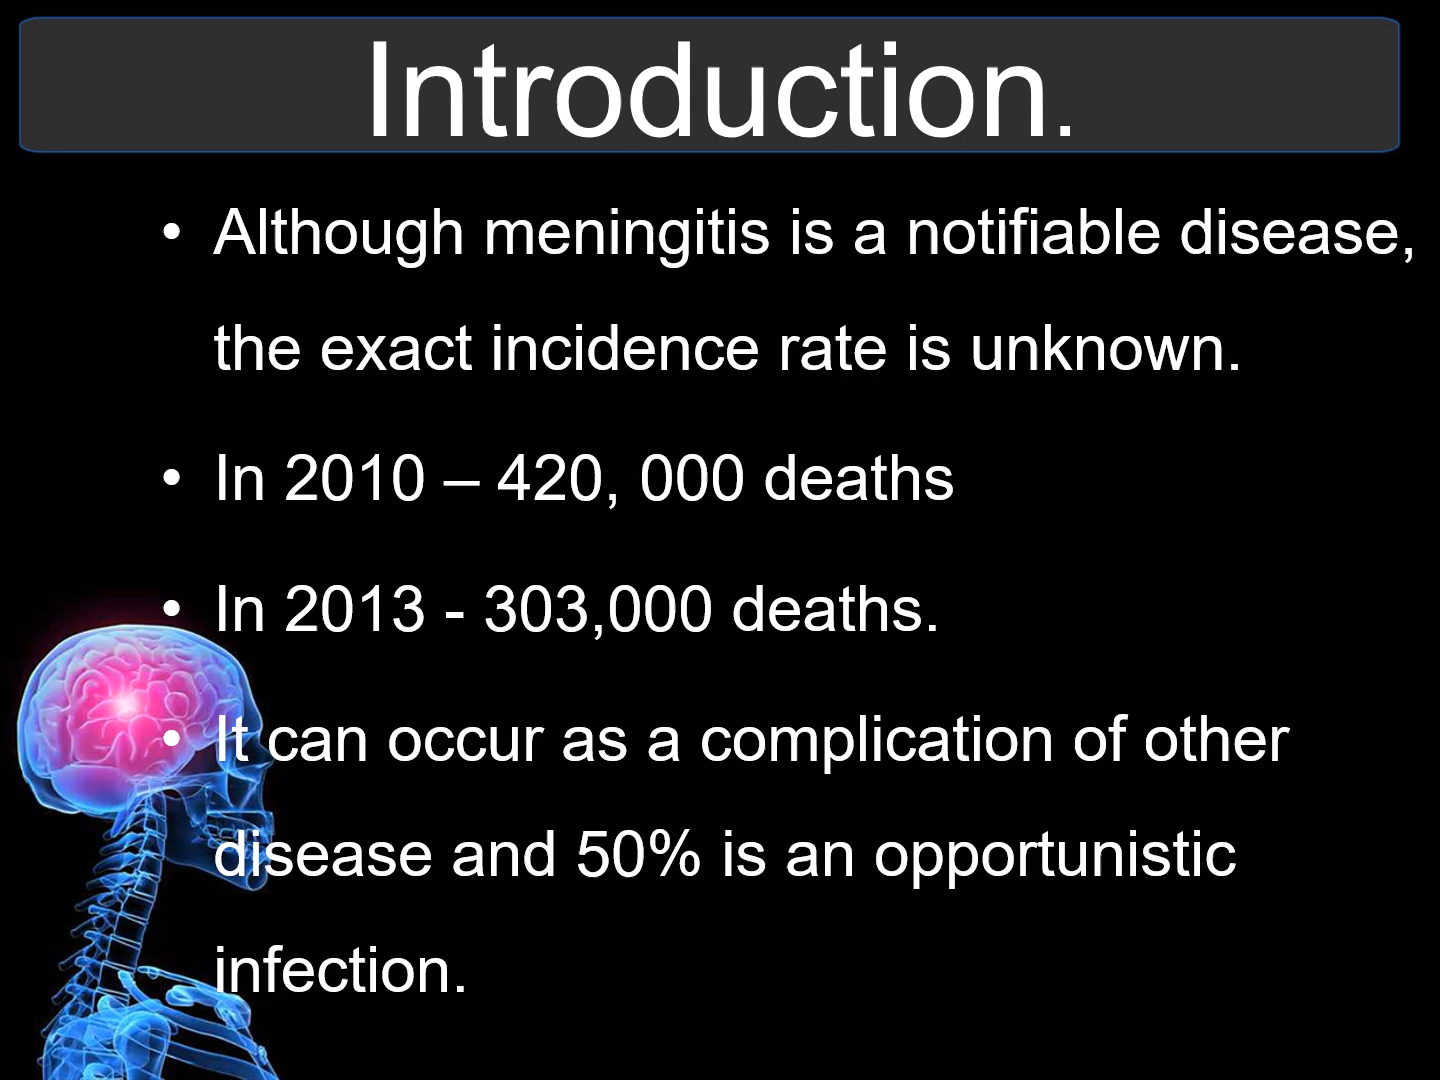 Introduction.
• Although meningitis is a notifiable disease,
the exact incidence rate is unknown.
• In 2010 – 420, 000 deaths
• In 2013 - 303,000 deaths.
• It can occur as a complication of other
disease and 50% is an opportunistic
infection.